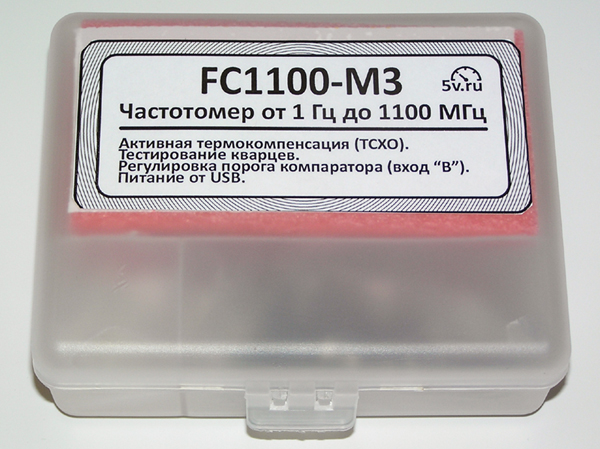 FC1100-M3
5v.ru
Частотомер от 1 Гц до 1100 МГц
Активная термокомпенсация (TCXO).
Тестирование кварцев.
Регулировка порога компаратора (вход "B").
Питание от USB.